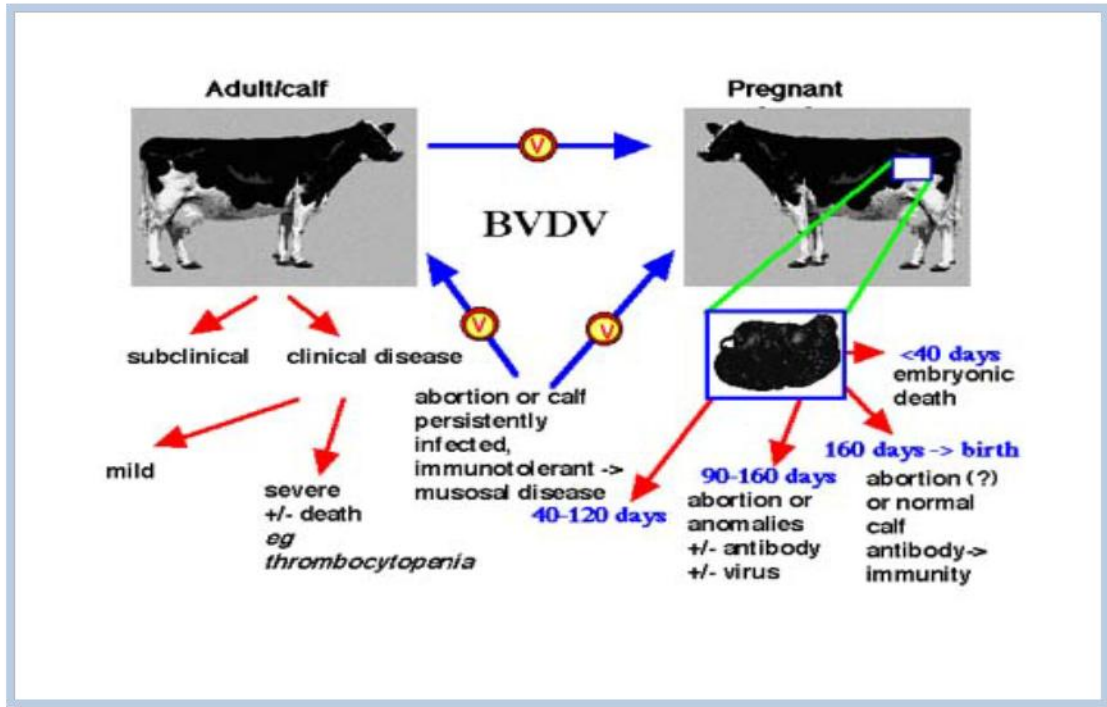 Adult/calf
Pregnant
V
BVDV
V
V
subclinical
clinical disease
mild
severe
+/- death
eg
thrombocytopenia
abortion or calf
persistently
infected,
immunotolerant ->
musosal disease
40-120 days
90-160 days
abortion or
anomalies
+/- antibody
+/- virus
<40 days
embryonic
death
160 days -> birth
abortion (?)
or normal
calf
antibody->
immunity